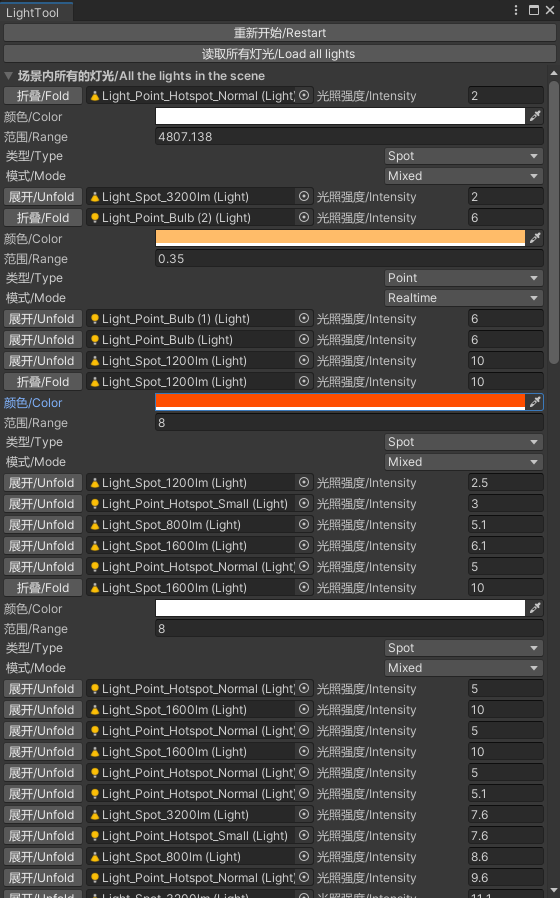 LightTool
重新开始/Restart
读取所有灯光/Load all lights
场景内所有的灯光/All the lights in the scene
折叠/Fold Light_Point_Hotspot_Normal (Light) 光照强度/Intensity 2
颜色/Color
范围/Range 4807.138
类型/Type Spot
模式/Mode Mixed
展开/Unfold Light_Spot_3200lm (Light) 光照强度/Intensity 2
折叠/Fold Light_Point_Bulb (2) (Light) 光照强度/Intensity 6
颜色/Color
范围/Range 0.35
类型/Type Point
模式/Mode Realtime
展开/Unfold Light_Point_Bulb (1) (Light) 光照强度/Intensity 6
展开/Unfold Light_Point_Bulb (Light) 光照强度/Intensity 6
展开/Unfold Light_Spot_1200lm (Light) 光照强度/Intensity 10
折叠/Fold Light_Spot_1200lm (Light) 光照强度/Intensity 10
颜色/Color
范围/Range 8
类型/Type Spot
模式/Mode Mixed
展开/Unfold Light_Spot_1200lm (Light) 光照强度/Intensity 2.5
展开/Unfold Light_Point_Hotspot_Small (Light) 光照强度/Intensity 3
展开/Unfold Light_Spot_800lm (Light) 光照强度/Intensity 5.1
展开/Unfold Light_Spot_1600lm (Light) 光照强度/Intensity 6.1
展开/Unfold Light_Point_Hotspot_Normal (Light) 光照强度/Intensity 5
折叠/Fold Light_Spot_1600lm (Light) 光照强度/Intensity 10
颜色/Color
范围/Range 8
类型/Type Spot
模式/Mode Mixed
展开/Unfold Light_Point_Hotspot_Normal (Light) 光照强度/Intensity 5
展开/Unfold Light_Spot_1600lm (Light) 光照强度/Intensity 10
展开/Unfold Light_Point_Hotspot_Normal (Light) 光照强度/Intensity 5
展开/Unfold Light_Spot_1600lm (Light) 光照强度/Intensity 10
展开/Unfold Light_Point_Hotspot_Normal (Light) 光照强度/Intensity 5
展开/Unfold Light_Point_Hotspot_Normal (Light) 光照强度/Intensity 5.1
展开/Unfold Light_Spot_3200lm (Light) 光照强度/Intensity 7.6
展开/Unfold Light_Point_Hotspot_Small (Light) 光照强度/Intensity 7.6
展开/Unfold Light_Spot_800lm (Light) 光照强度/Intensity 8.6
展开/Unfold Light_Point_Hotspot_Normal (Light) 光照强度/Intensity 9.6
展开/Unfold Light_Spot_3200lm (Light) 光照强度/Intensity 11.1